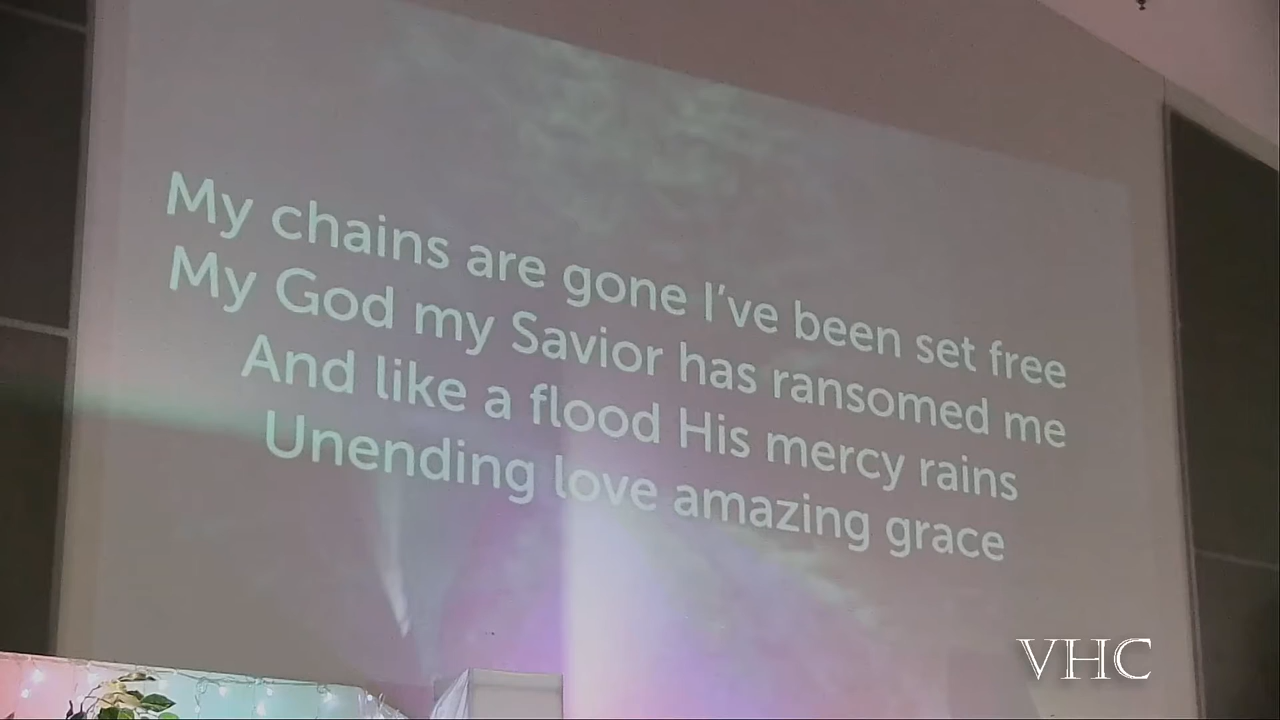 My chains are gone I've been set free
My God my Savior has ransomed me
And like a flood His mercy rains
Unending love amazing grace
VHC